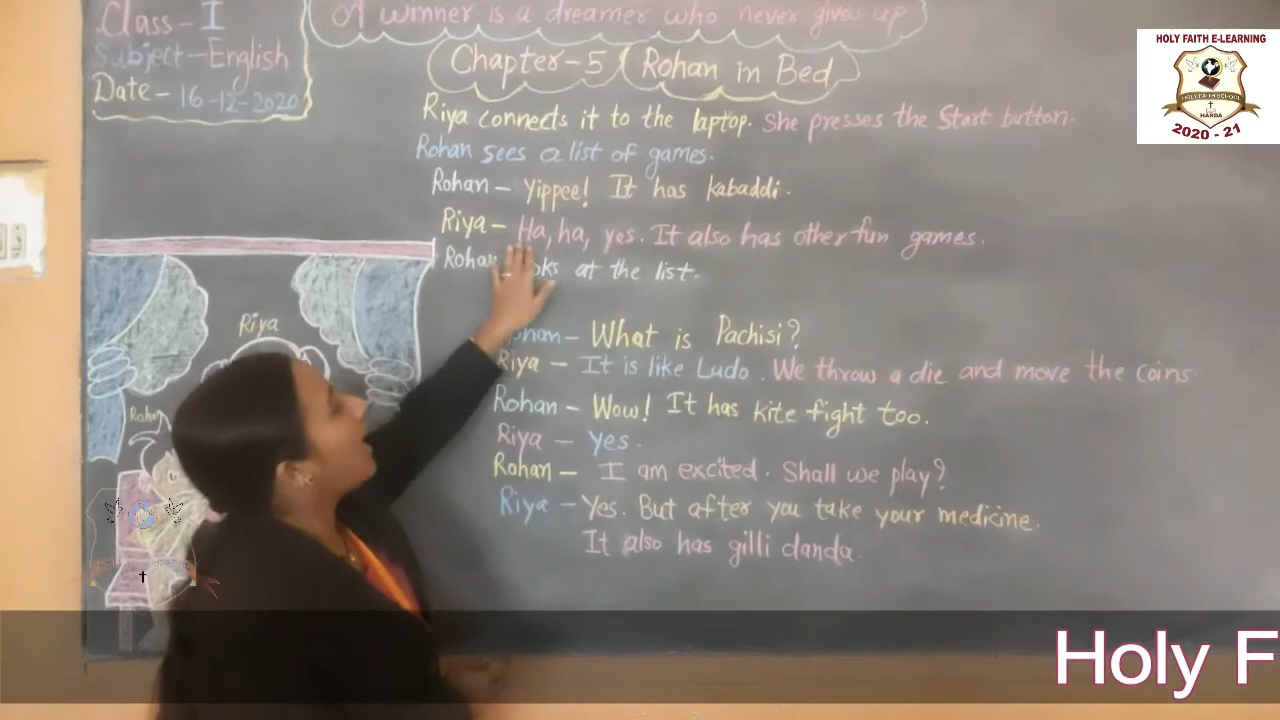 Class - I
Subject - English
Date - 16-12-2020
A winner is a dreamer who never gives up
Chapter-5 Rohan in Bed
Riya connects it to the laptop. She presses the Start button.
Rohan sees a list of games.
Rohan - Yippee! It has kabaddi.
Riya - Ha, ha, yes. It also has other fun games.
Rohan at the list.
Rohan - What is Pachisi?
Riya - It is like Ludo. We throw a die and move the coins
Rohan - Wow! It has kite fight too.
Riya - Yes.
Rohan - I am excited. Shall we play?
Riya - Yes. But after you take your medicine.
It also has gilli danda
Riya
Rohan
HOLY FAITH E-LEARNING
HOLY FAITH SCHOOL
HARDA
2020 - 21
Holy F